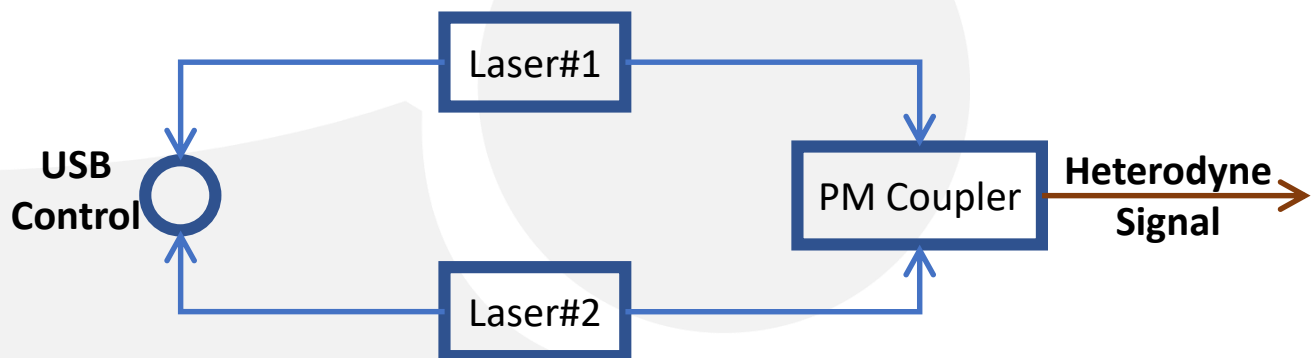 Laser#1
USB
Control
PM Coupler
Heterodyne
Signal
Laser#2